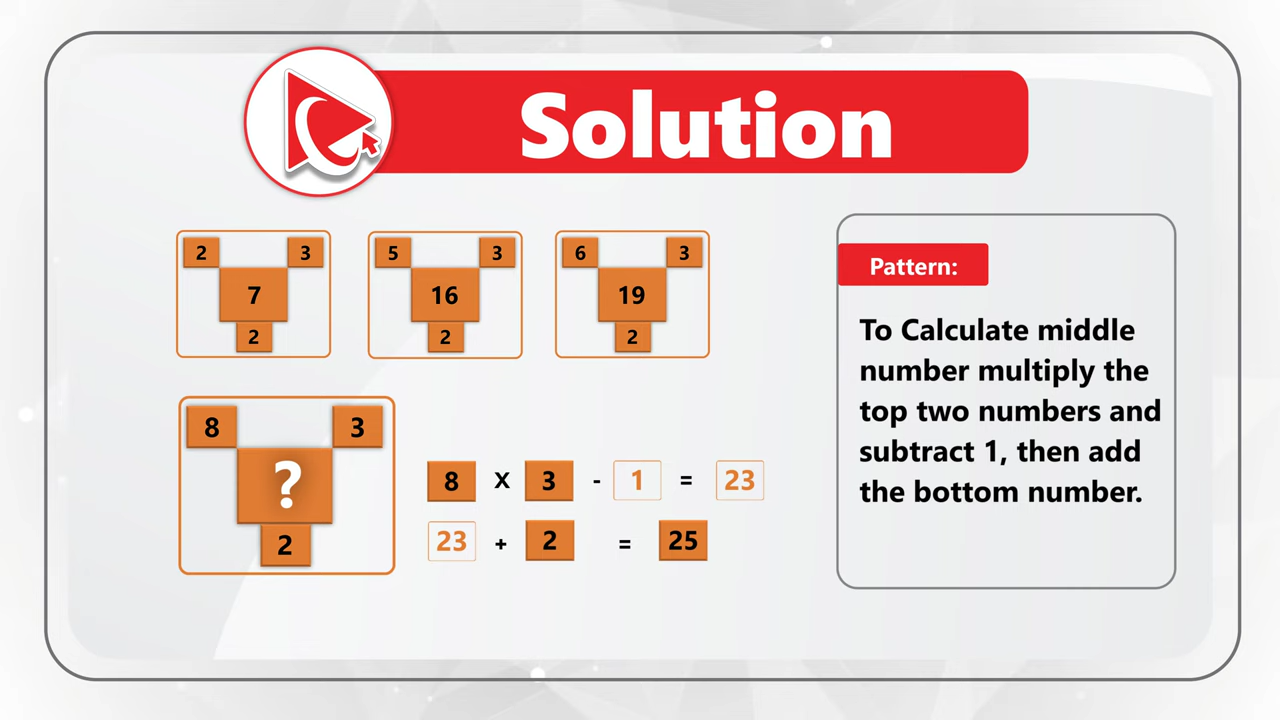 Solution
2 3
7
2
5 3
16
2
6 3
19
2
Pattern:
To Calculate middle
number multiply the
top two numbers and
subtract 1, then add
the bottom number.
8 3
?
2
8 X 3 - 1 = 23
23 + 2 = 25